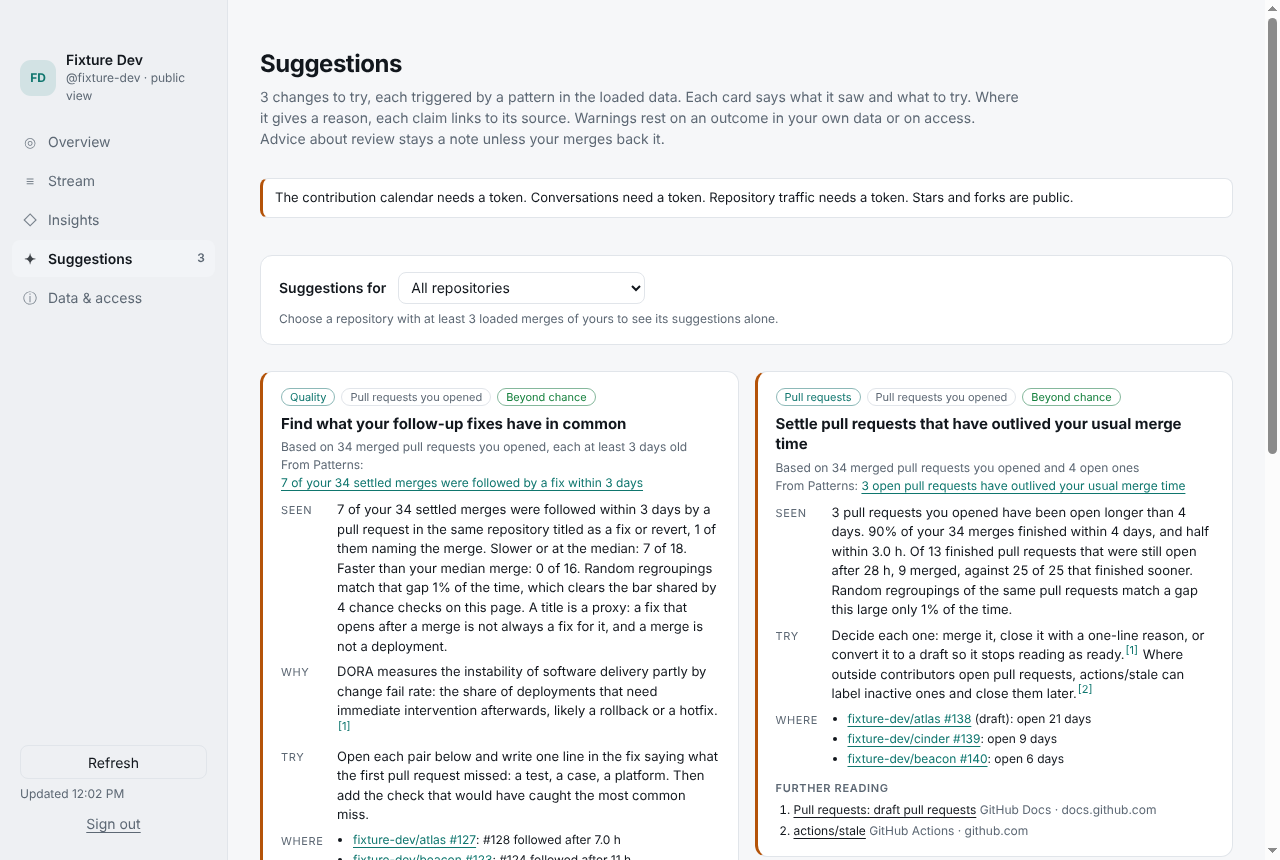 FD
Fixture Dev
@fixture-dev · public
view
Overview
Stream
Insights
Suggestions 3
Data & access
Refresh
Updated 12:02 PM
Sign out
Suggestions
3 changes to try, each triggered by a pattern in the loaded data. Each card says what it saw and what to try. Where
it gives a reason, each claim links to its source. Warnings rest on an outcome in your own data or on access.
Advice about review stays a note unless your merges back it.
The contribution calendar needs a token. Conversations need a token. Repository traffic needs a token. Stars and forks are public.
Suggestions for All repositories
Choose a repository with at least 3 loaded merges of yours to see its suggestions alone.
Quality Pull requests you opened Beyond chance
Find what your follow-up fixes have in common
Based on 34 merged pull requests you opened, each at least 3 days old
From Patterns:
7 of your 34 settled merges were followed by a fix within 3 days
SEEN 7 of your 34 settled merges were followed within 3 days by a
pull request in the same repository titled as a fix or revert, 1 of
them naming the merge. Slower or at the median: 7 of 18.
Faster than your median merge: 0 of 16. Random regroupings
match that gap 1% of the time, which clears the bar shared by
4 chance checks on this page. A title is a proxy: a fix that
opens after a merge is not always a fix for it, and a merge is
not a deployment.
WHY DORA measures the instability of software delivery partly by
change fail rate: the share of deployments that need
immediate intervention afterwards, likely a rollback or a hotfix.
[1]
TRY Open each pair below and write one line in the fix saying what
the first pull request missed: a test, a case, a platform. Then
add the check that would have caught the most common
miss.
WHERE • fixture-dev/atlas #127: #128 followed after 7.0 h
• fixture-dev/beacon #123: #124 followed after 11 h
Pull requests Pull requests you opened Beyond chance
Settle pull requests that have outlived your usual merge
time
Based on 34 merged pull requests you opened and 4 open ones
From Patterns: 3 open pull requests have outlived your usual merge time
SEEN 3 pull requests you opened have been open longer than 4
days. 90% of your 34 merges finished within 4 days, and half
within 3.0 h. Of 13 finished pull requests that were still open
after 28 h, 9 merged, against 25 of 25 that finished sooner.
Random regroupings of the same pull requests match a gap
this large only 1% of the time.
TRY Decide each one: merge it, close it with a one-line reason, or
convert it to a draft so it stops reading as ready.[1] Where
outside contributors open pull requests, actions/stale can
label inactive ones and close them later.[2]
WHERE • fixture-dev/atlas #138 (draft): open 21 days
• fixture-dev/cinder #139: open 9 days
• fixture-dev/beacon #140: open 6 days
FURTHER READING
1. Pull requests: draft pull requests GitHub Docs · docs.github.com
2. actions/stale GitHub Actions · github.com